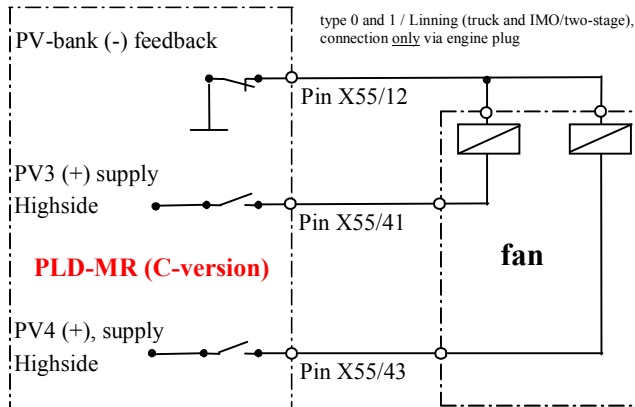 type 0 and 1 / Linning (truck and IMO/two-stage),
connection only via engine plug
PV-bank (-) feedback
Pin X55/12
PV3 (+) supply
Highside
Pin X55/41
PLD-MR (C-version)
fan
PV4 (+), supply
Highside
Pin X55/43